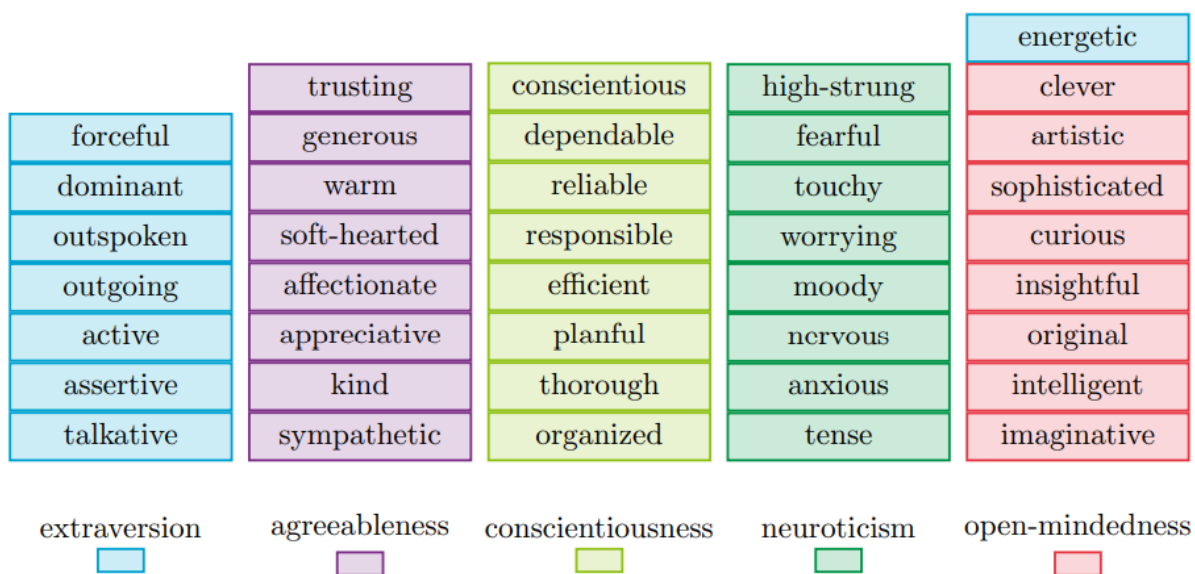 energetic
trusting conscientious high-strung clever
forceful generous dependable fearful artistic
dominant warm reliable touchy sophisticated
outspoken soft-hearted responsible worrying curious
outgoing affectionate efficient moody insightful
active appreciative planful nervous original
assertive kind thorough anxious intelligent
talkative sympathetic organized tense imaginative
extraversion agreeableness conscientiousness neuroticism open-mindedness